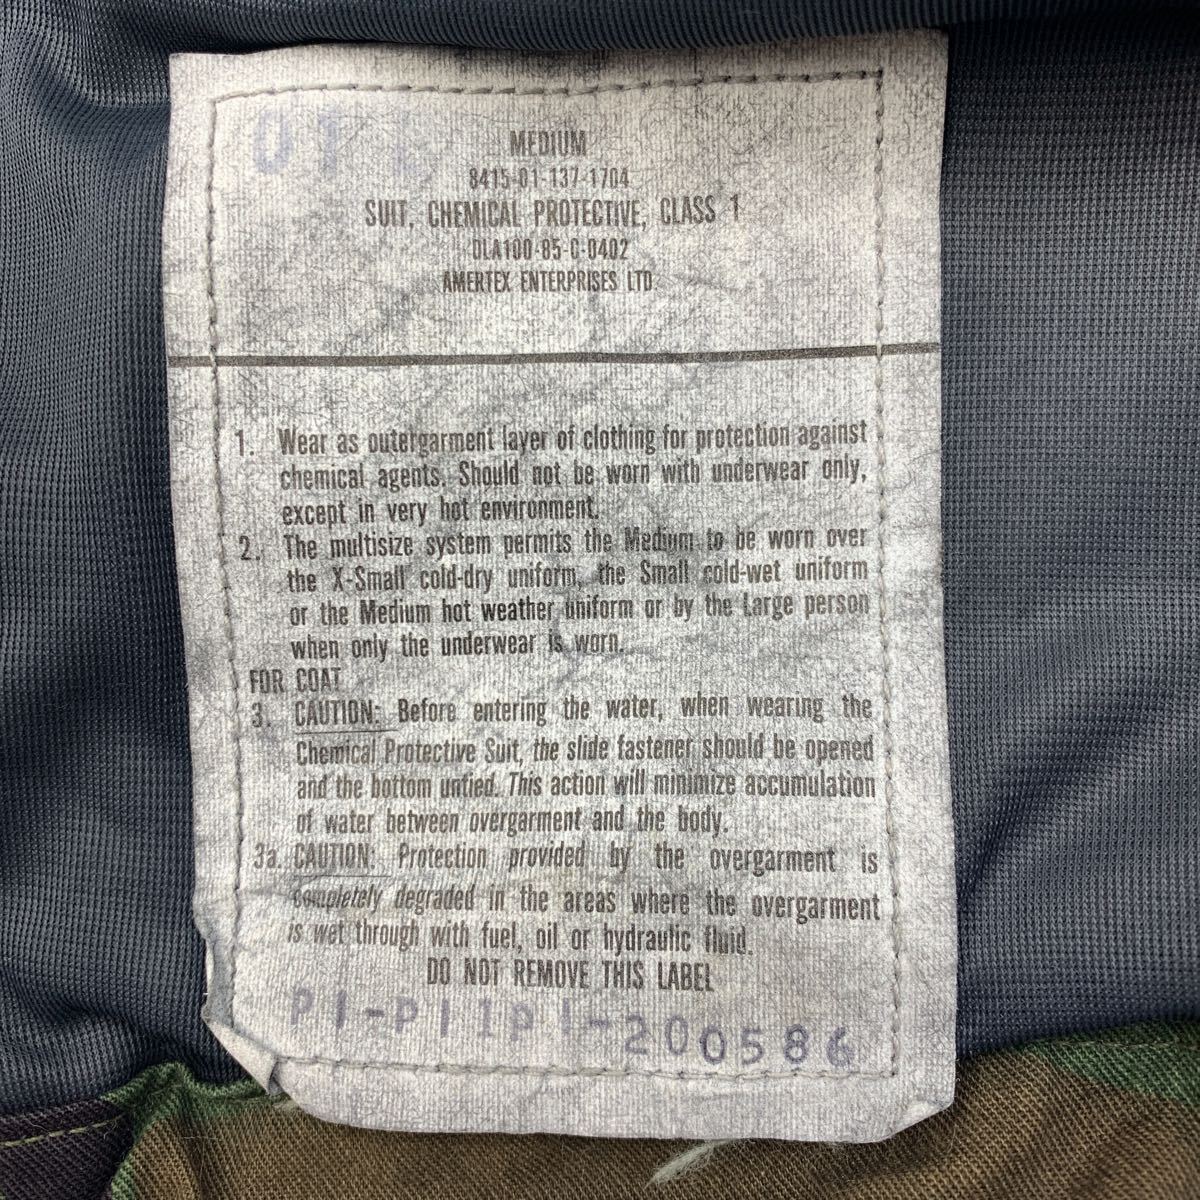 MEDIUM
8415-01-137-1704
SUIT, CHEMICAL PROTECTIVE, CLASS 1
DLA100-85-C-0402
AMERTEX ENTERPRISES LTD.
1. Wear as outergarment layer of clothing for protection against
chemical agents. Should not be worn with underwear only,
except in very hot environment.
2. The multisize system permits the Medium to be worn over
the X-Small cold-dry uniform, the Small cold-wet uniform
or the Medium hot weather uniform or by the Large person
when only the underwear is worn.
FOR COAT
3. CAUTION: Before entering the water, when wearing the
Chemical Protective Suit, the slide fastener should be opened
and the bottom untied. This action will minimize accumulation
of water between overgarment and the body.
3a. CAUTION: Protection provided by the overgarment is
completely degraded in the areas where the overgarment
is wet through with fuel, oil or hydraulic fluid.
DO NOT REMOVE THIS LABEL
P1-P11P1-200586